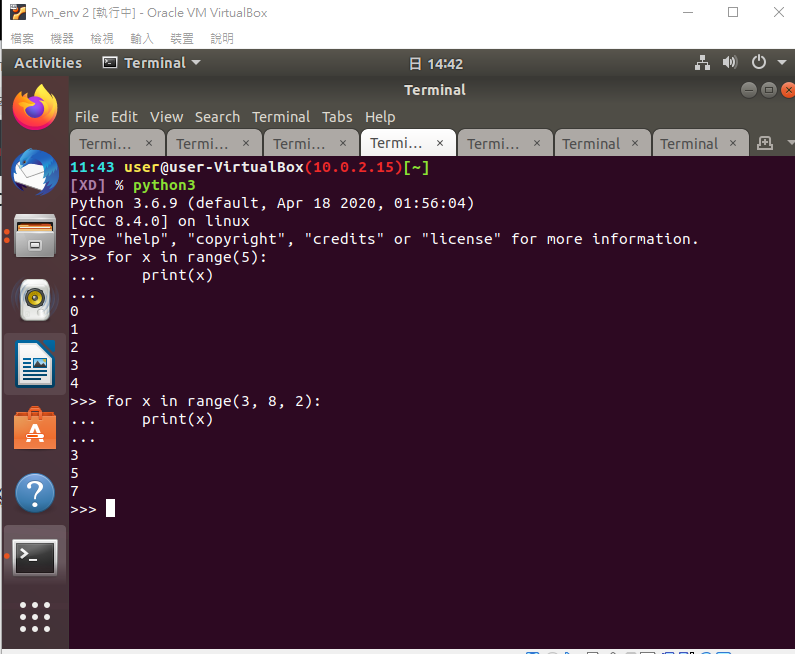 Pwn_env 2 [執行中] - Oracle VM VirtualBox
檔案 機器 檢視 輸入 裝置 說明
Activities Terminal 日 14:42
Terminal
File Edit View Search Terminal Tabs Help
Termi... × Termi... × Termi... × Termi... × Termi... × Terminal × Terminal ×
11:43 user@user-VirtualBox(10.0.2.15)[~]
[XD] % python3
Python 3.6.9 (default, Apr 18 2020, 01:56:04)
[GCC 8.4.0] on linux
Type "help", "copyright", "credits" or "license" for more information.
>>> for x in range(5):
...     print(x)
...
0
1
2
3
4
>>> for x in range(3, 8, 2):
...     print(x)
...
3
5
7
>>>